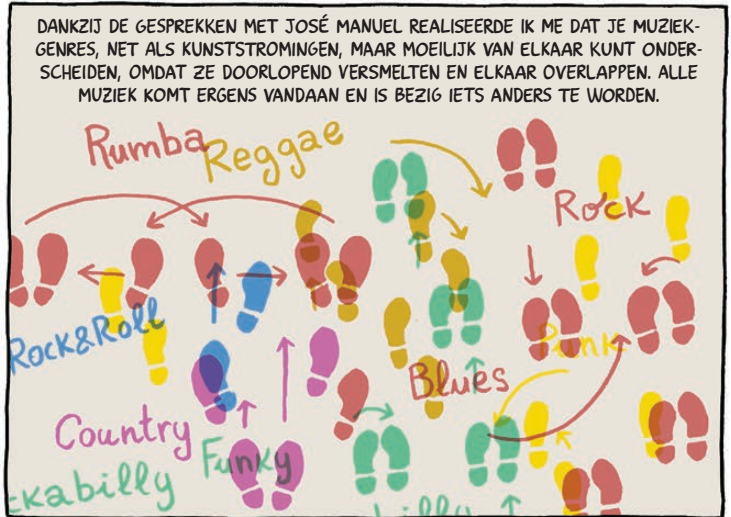 DANKZIJ DE GESPREKKEN MET JOSÉ MANUEL REALISEERDE IK ME DAT JE MUZIEK-
GENRES, NET ALS KUNSTSTROMINGEN, MAAR MOEILIJK VAN ELKAAR KUNT ONDER-
SCHEIDEN, OMDAT ZE DOORLOPEND VERSMELTEN EN ELKAAR OVERLAPPEN. ALLE
MUZIEK KOMT ERGENS VANDAAN EN IS BEZIG IETS ANDERS TE WORDEN.
Rumba
Reggae
Rock
Rock&Roll
Punk
Blues
Country
Funky
ckabilly
billy